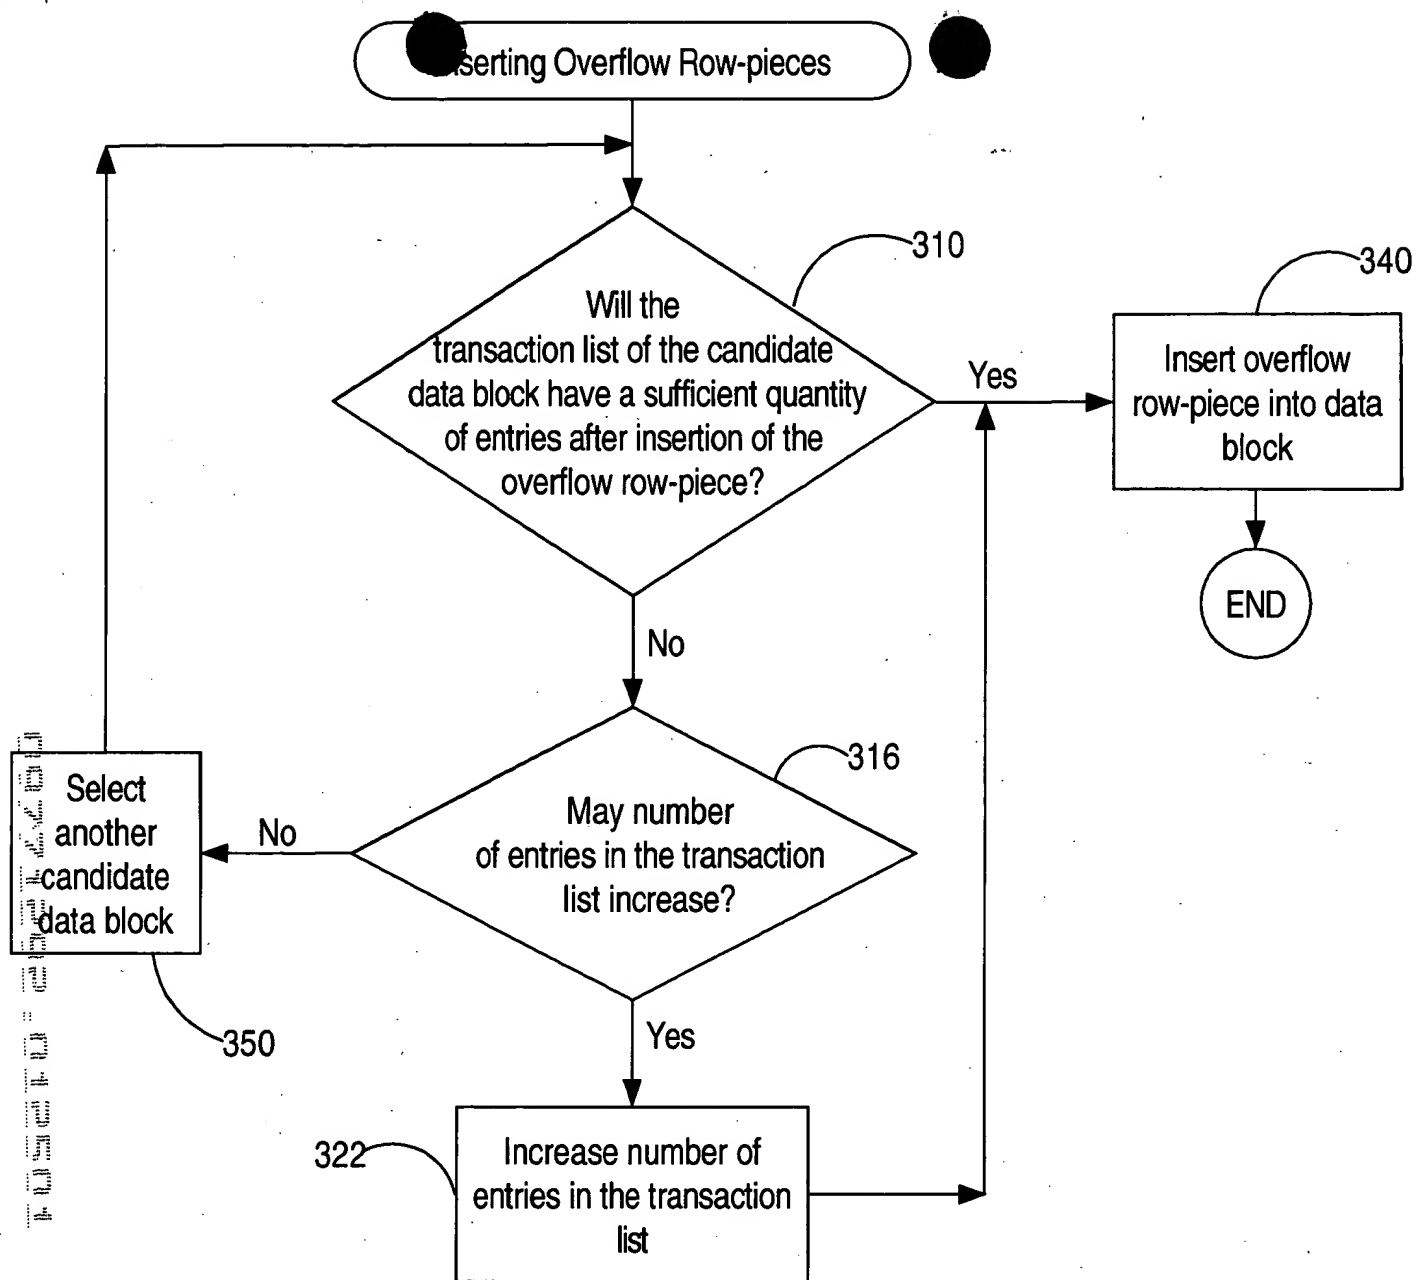 serting Overflow Row-pieces
310
Will the
transaction list of the candidate
data block have a sufficient quantity
of entries after insertion of the
overflow row-piece?
Yes
340
Insert overflow
row-piece into data
block
END
No
316
May number
of entries in the transaction
list increase?
No
Select
another
candidate
data block
350
Yes
322
Increase number of
entries in the transaction
list